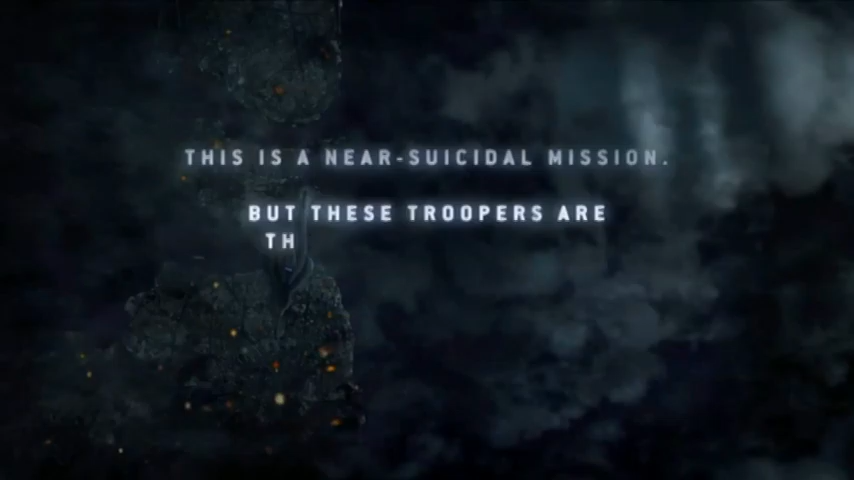 THIS IS A NEAR-SUICIDAL MISSION.
BUT THESE TROOPERS ARE
TH